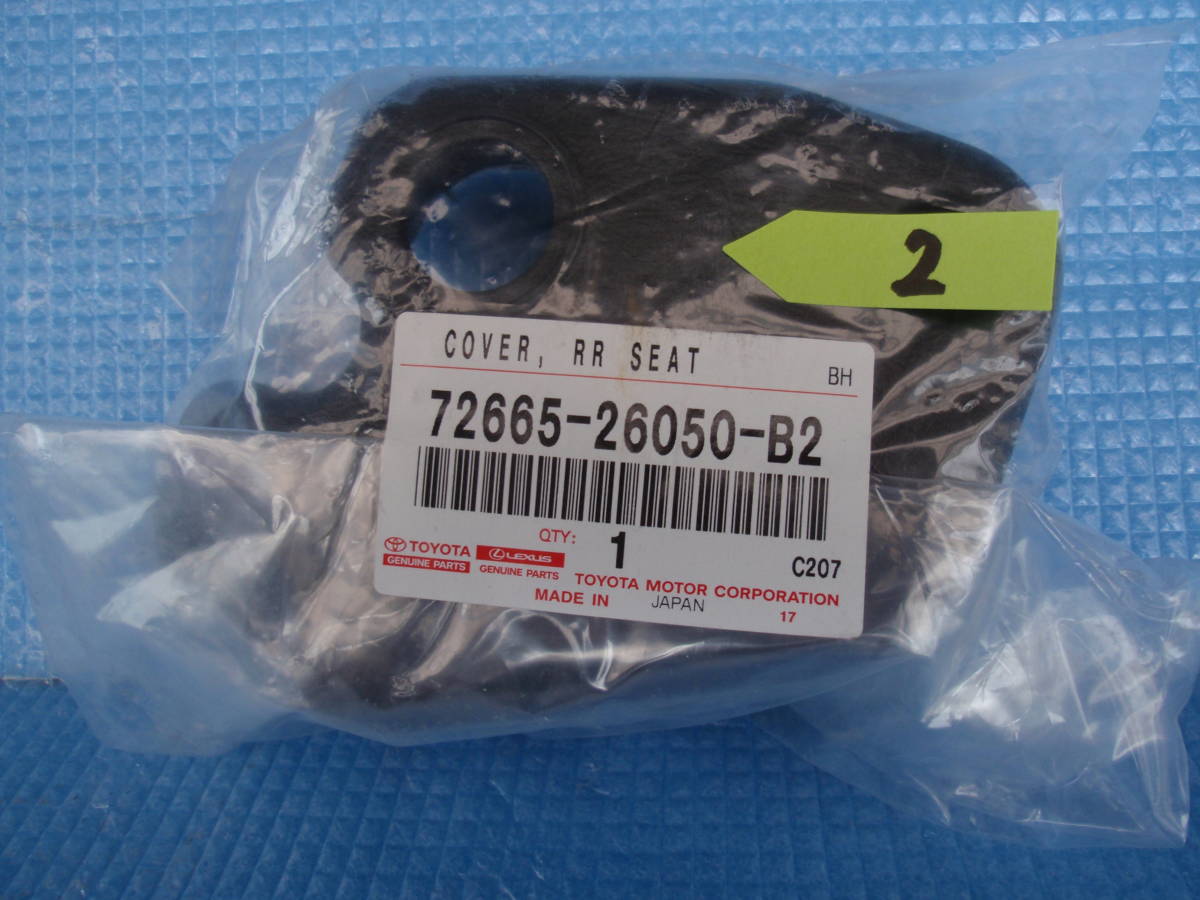 2
COVER, RR SEAT
BH
72665-26050-B2
QTY: 1
C207
TOYOTA
GENUINE PARTS
LEXUS
GENUINE PARTS
TOYOTA MOTOR CORPORATION
MADE IN JAPAN 17